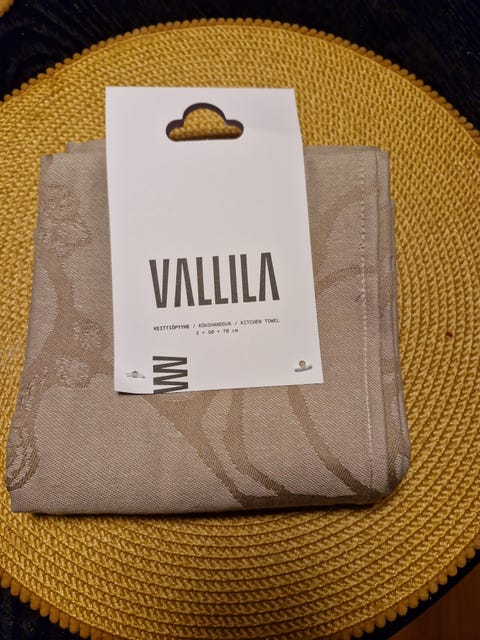 VALLILA
KEITTIÖPYYHE / KÖKSHANDDUK / KITCHEN TOWEL
2 × 50 × 70 cm